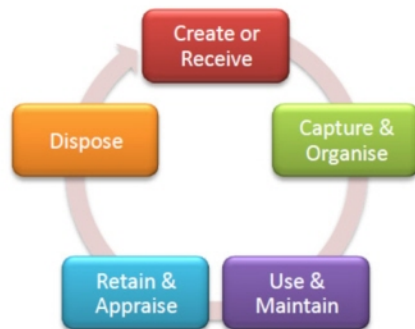 Create or
Receive
Capture &
Organise
Use &
Maintain
Retain &
Appraise
Dispose